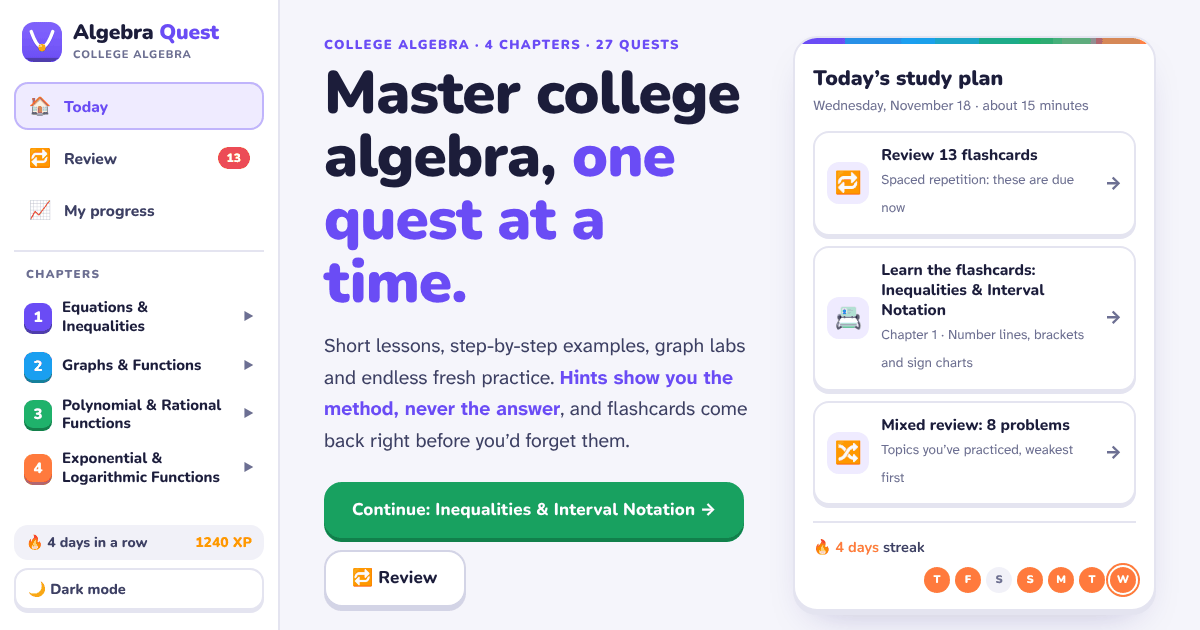 Algebra Quest
COLLEGE ALGEBRA
Today
Review
13
My progress
CHAPTERS
1
Equations &
Inequalities
2
Graphs & Functions
3
Polynomial & Rational
Functions
4
Exponential &
Logarithmic Functions
4 days in a row
1240 XP
Dark mode
COLLEGE ALGEBRA · 4 CHAPTERS · 27 QUESTS
Master college
algebra, one
quest at a
time.
Short lessons, step-by-step examples, graph labs
and endless fresh practice. Hints show you the
method, never the answer, and flashcards come
back right before you’d forget them.
Continue: Inequalities & Interval Notation →
Review
Today’s study plan
Wednesday, November 18 · about 15 minutes
Review 13 flashcards
Spaced repetition: these are due
now
→
Learn the flashcards:
Inequalities & Interval
Notation
Chapter 1 · Number lines, brackets
and sign charts
→
Mixed review: 8 problems
Topics you’ve practiced, weakest
first
→
4 days streak
T F S S M T W